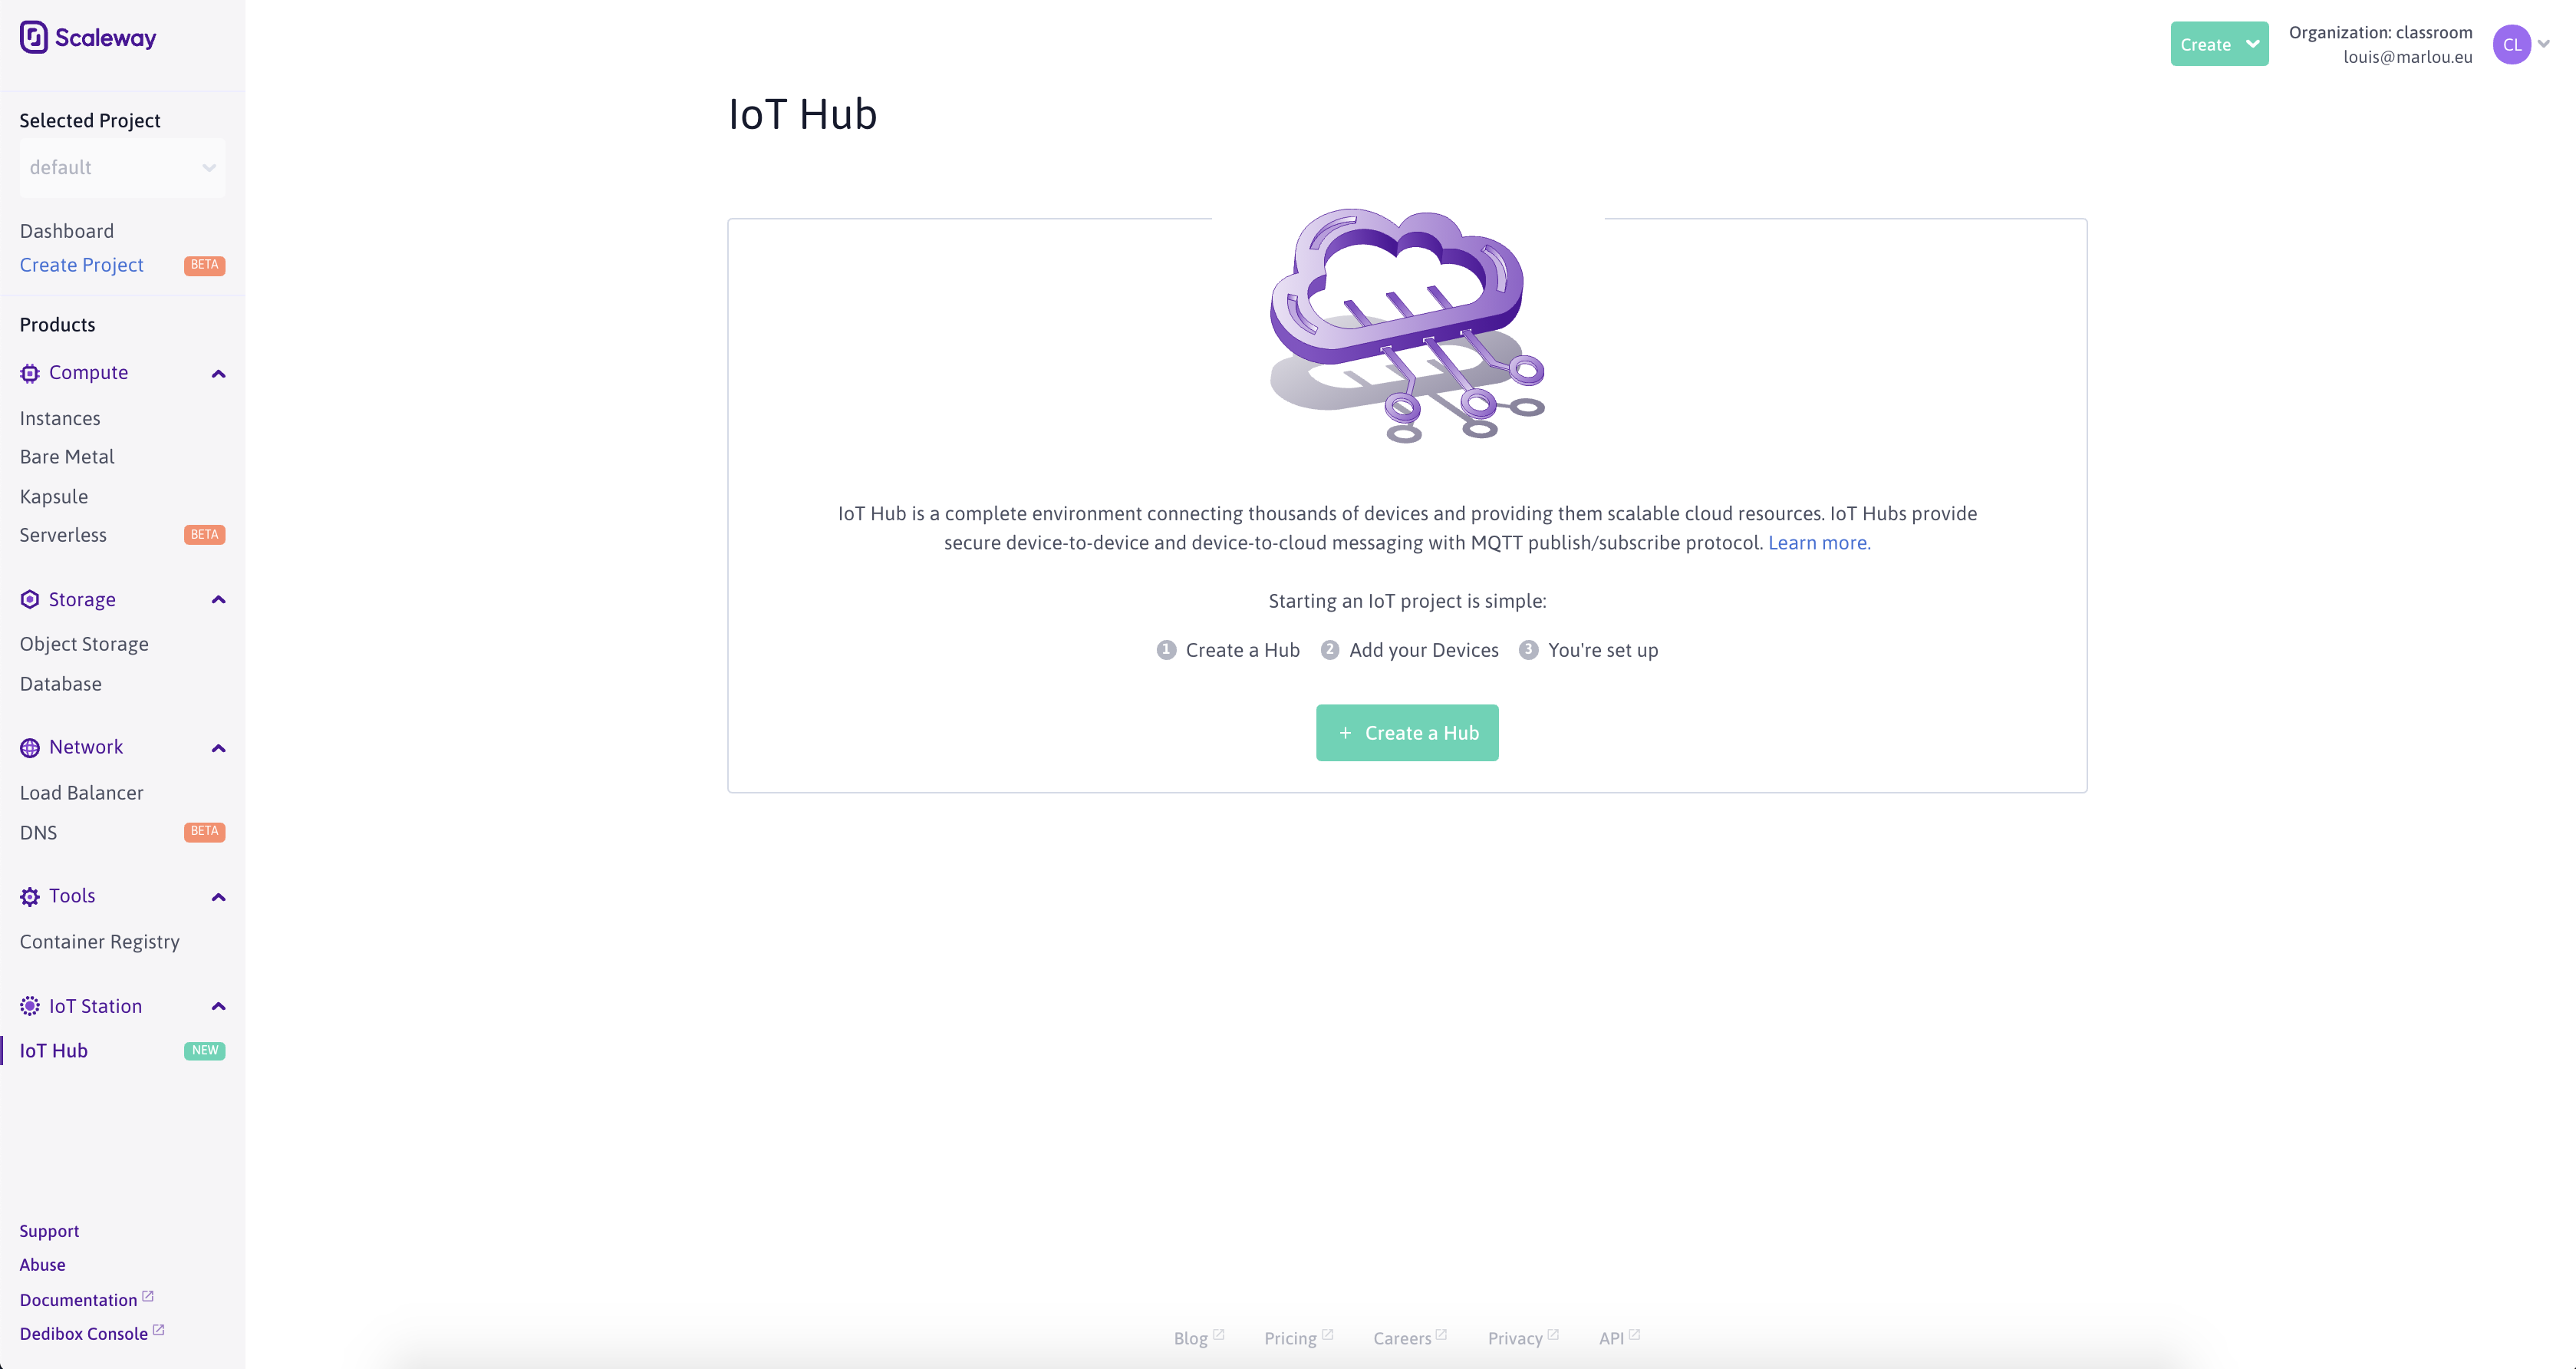 Scaleway
Selected Project
default
Dashboard
Create Project BETA
Products
Compute
Instances
Bare Metal
Kapsule
Serverless BETA
Storage
Object Storage
Database
Network
Load Balancer
DNS BETA
Tools
Container Registry
IoT Station
IoT Hub NEW
Support
Abuse
Documentation
Dedibox Console
Create
Organization: classroom
louis@marlou.eu
CL
IoT Hub
IoT Hub is a complete environment connecting thousands of devices and providing them scalable cloud resources. IoT Hubs provide
secure device-to-device and device-to-cloud messaging with MQTT publish/subscribe protocol. Learn more.
Starting an IoT project is simple:
1 Create a Hub 2 Add your Devices 3 You're set up
+ Create a Hub
Blog Pricing Careers Privacy API